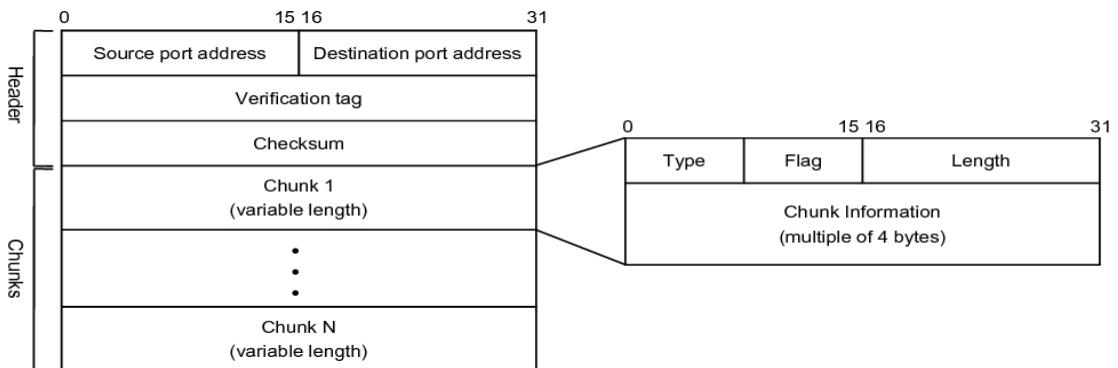 0 15 16 31
Source port address Destination port address
Header
Verification tag
Checksum
Chunk 1
(variable length)
Chunks
Chunk N
(variable length)
0 15 16 31
Type Flag Length
Chunk Information
(multiple of 4 bytes)